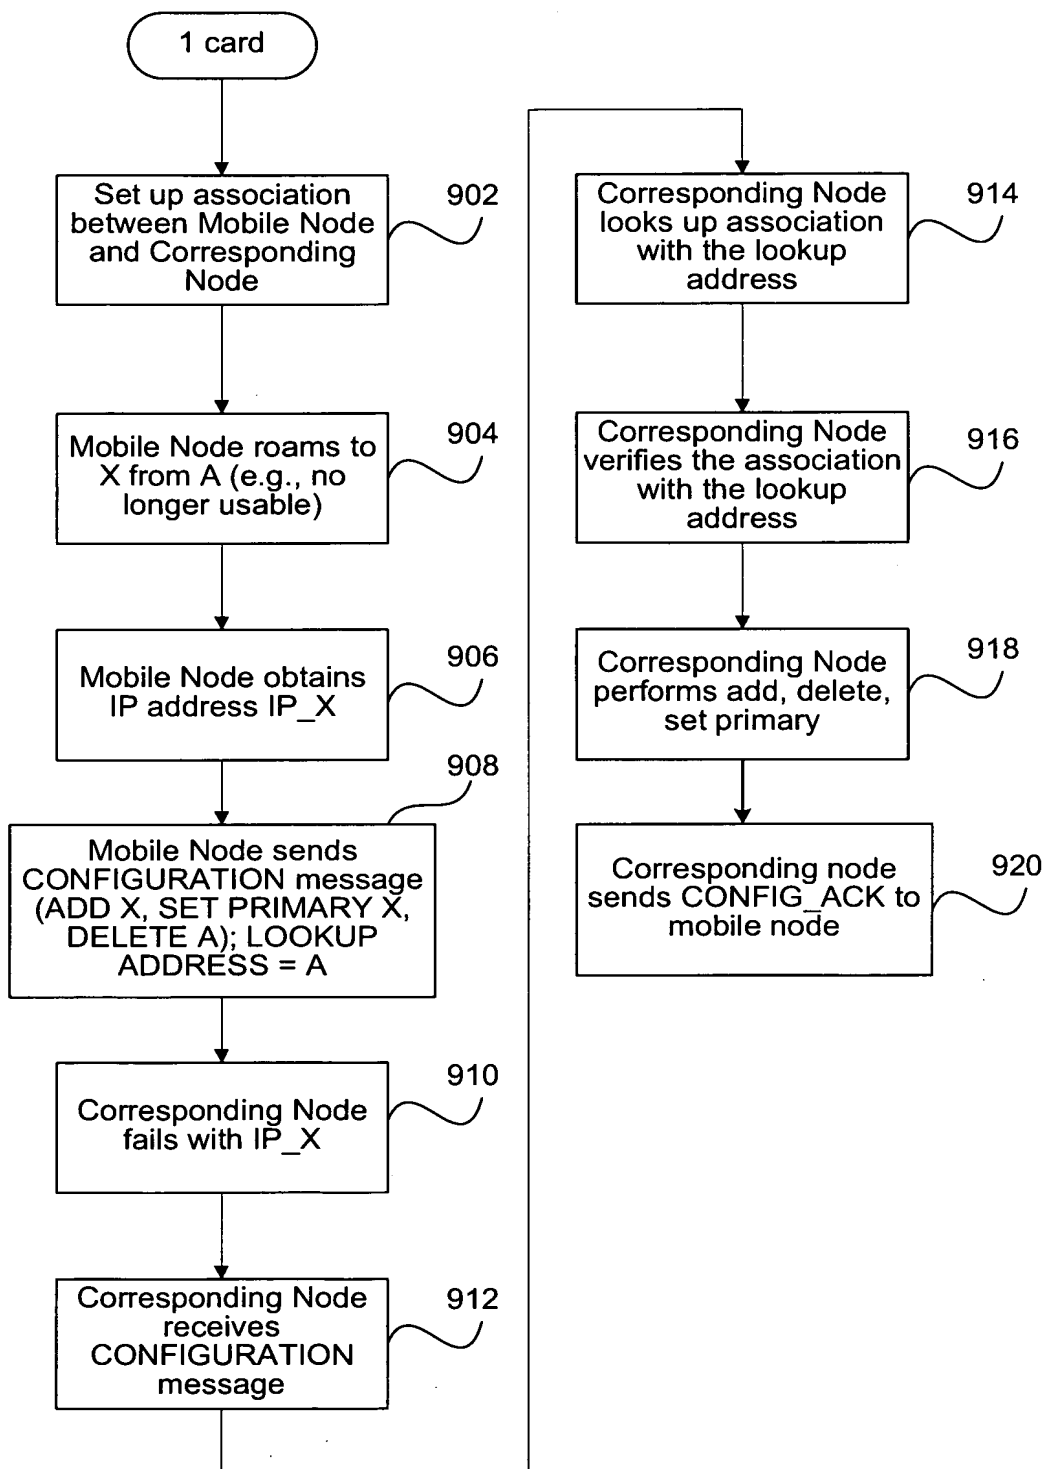 1 card
Set up association
between Mobile Node
and Corresponding
Node
902
Mobile Node roams to
X from A (e.g., no
longer usable)
904
Mobile Node obtains
IP address IP_X
906
908
Mobile Node sends
CONFIGURATION message
(ADD X, SET PRIMARY X,
DELETE A); LOOKUP
ADDRESS = A
Corresponding Node
fails with IP_X
910
Corresponding Node
receives
CONFIGURATION
message
912
Corresponding Node
looks up association
with the lookup
address
914
Corresponding Node
verifies the association
with the lookup
address
916
Corresponding Node
performs add, delete,
set primary
918
Corresponding node
sends CONFIG_ACK to
mobile node
920